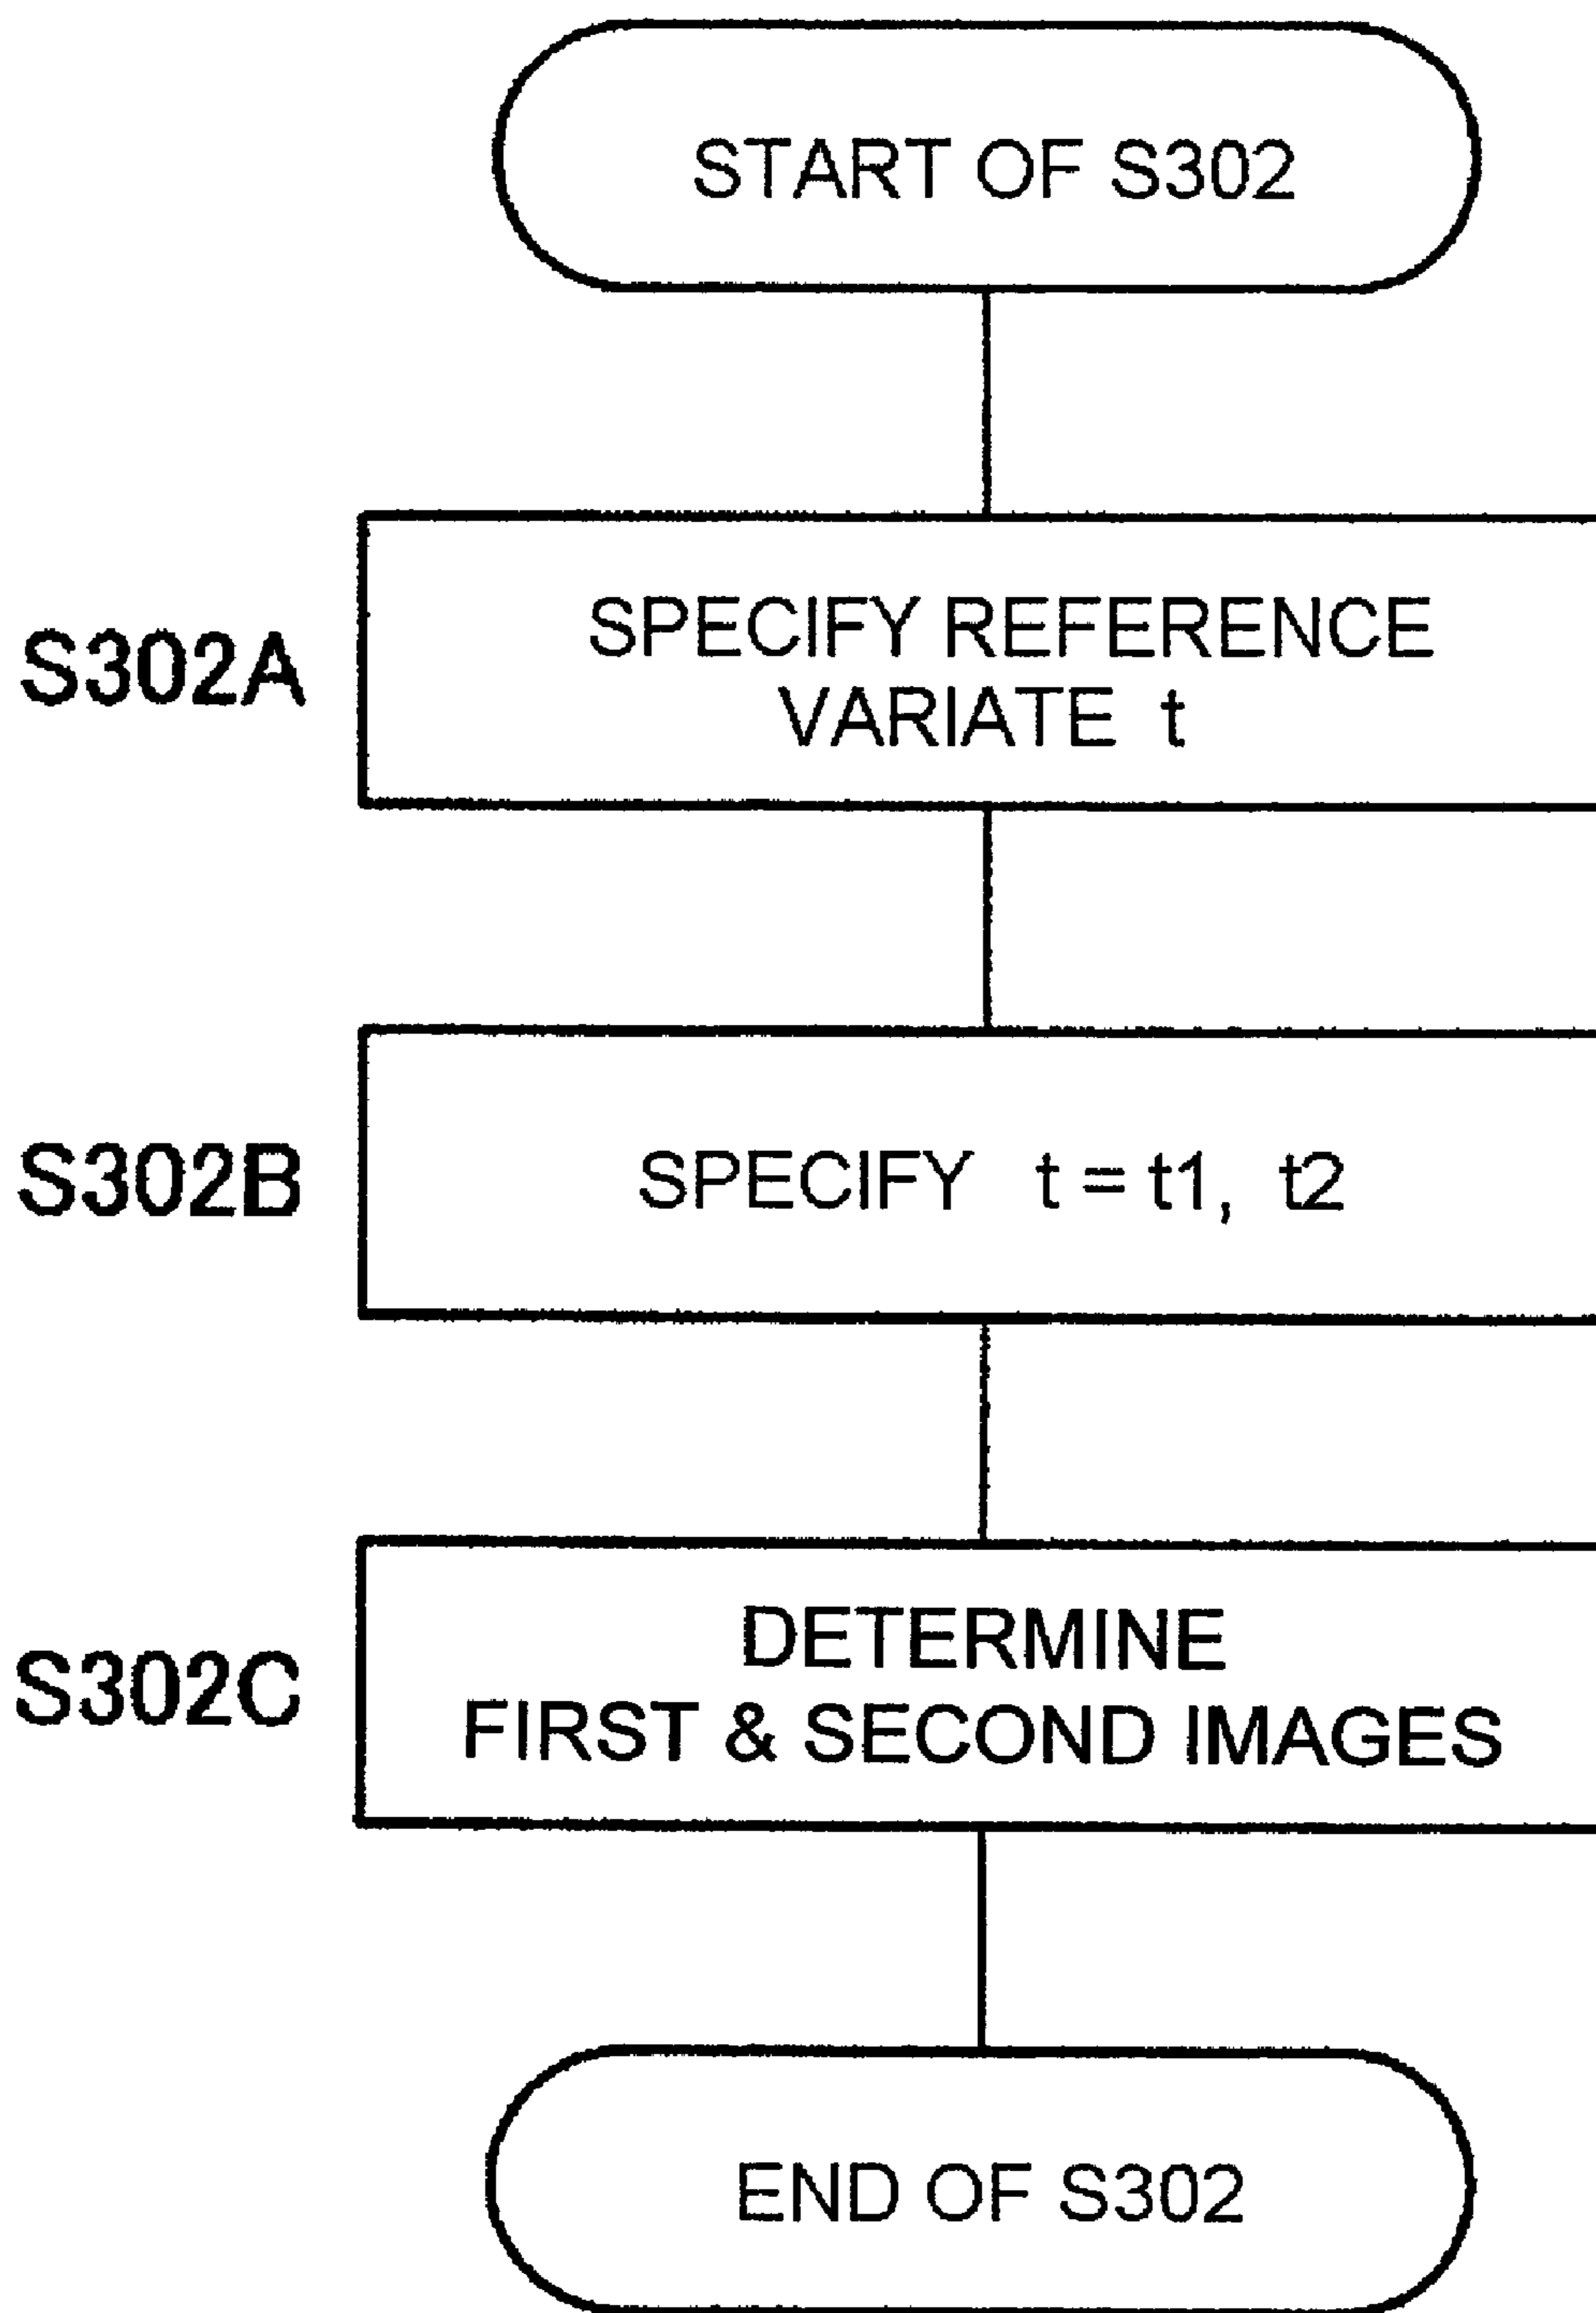 START OF S302
S302A
SPECIFY REFERENCE
VARIATE t
S302B
SPECIFY t = t1, t2
S302C
DETERMINE
FIRST & SECOND IMAGES
END OF S302